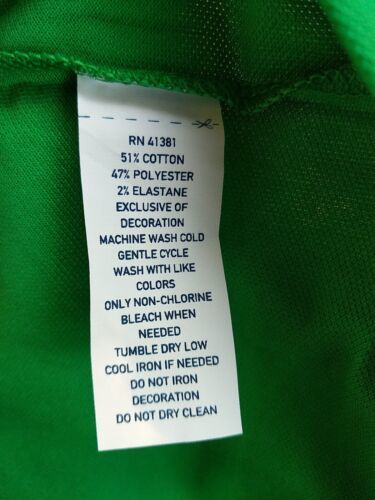 RN 41381
51% COTTON
47% POLYESTER
2% ELASTANE
EXCLUSIVE OF
DECORATION
MACHINE WASH COLD
GENTLE CYCLE
WASH WITH LIKE
COLORS
ONLY NON-CHLORINE
BLEACH WHEN
NEEDED
TUMBLE DRY LOW
COOL IRON IF NEEDED
DO NOT IRON
DECORATION
DO NOT DRY CLEAN